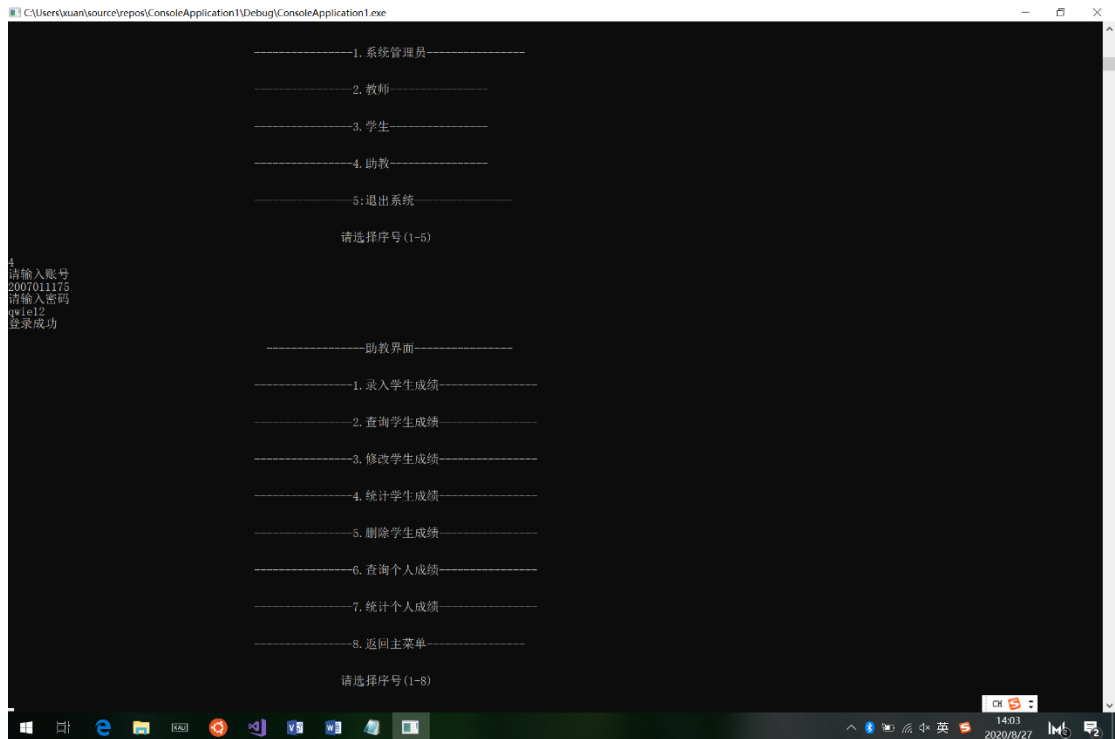 C:\Users\xuan\source\repos\ConsoleApplication1\Debug\ConsoleApplication1.exe
----------------1.系统管理员----------------
----------------2.教师----------------
----------------3.学生----------------
----------------4.助教----------------
----------------5:退出系统----------------
请选择序号(1-5)
4
请输入账号
2007011175
请输入密码
qwie12
登录成功
----------------助教界面----------------
----------------1.录入学生成绩----------------
----------------2.查询学生成绩----------------
----------------3.修改学生成绩----------------
----------------4.统计学生成绩----------------
----------------5.删除学生成绩----------------
----------------6.查询个人成绩----------------
----------------7.统计个人成绩----------------
----------------8.返回主菜单----------------
请选择序号(1-8)
CH
英
14:03
2020/8/27